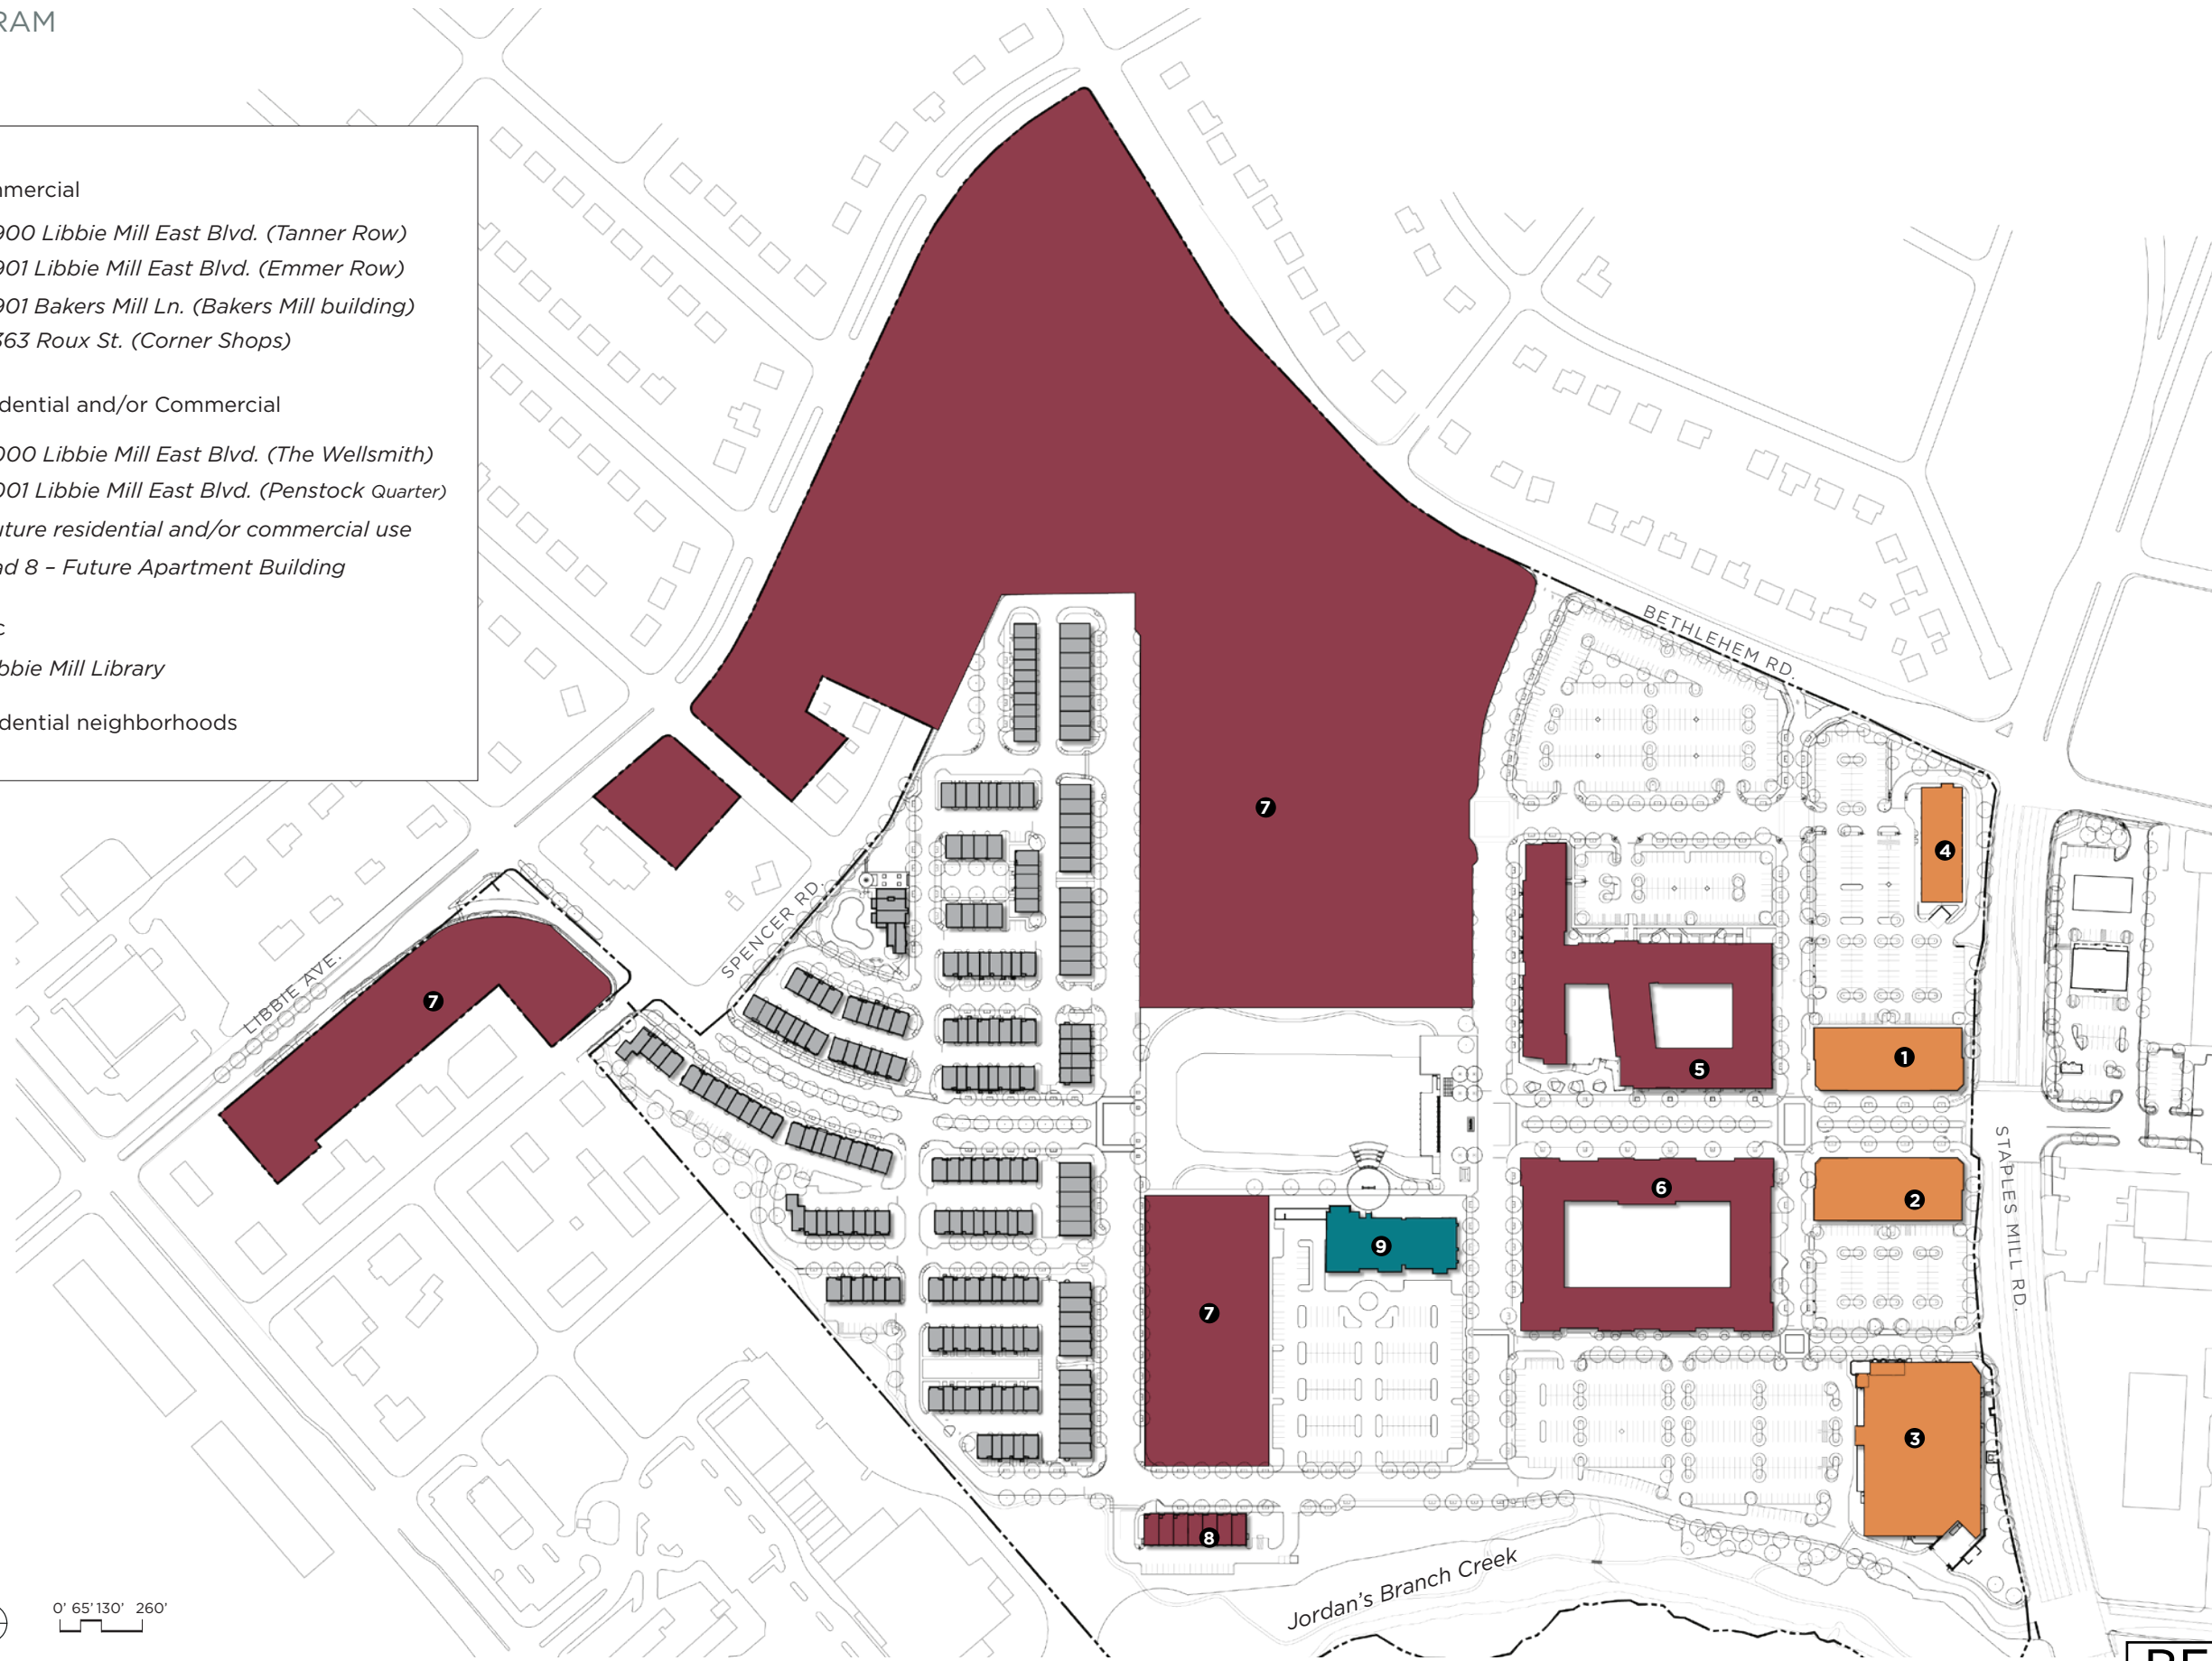 RAM
mmercial
900 Libbie Mill East Blvd. (Tanner Row)
901 Libbie Mill East Blvd. (Emmer Row)
901 Bakers Mill Ln. (Bakers Mill building)
363 Roux St. (Corner Shops)
idential and/or Commercial
000 Libbie Mill East Blvd. (The Wellsmith)
001 Libbie Mill East Blvd. (Penstock Quarter)
uture residential and/or commercial use
ad 8 – Future Apartment Building
c
bbie Mill Library
idential neighborhoods
BETHLEHEM RD.
7
4
SPENCER RD.
LIBBIE AVE.
7
1
5
STAPLES MILL RD.
6
2
9
7
3
8
Jordan's Branch Creek
0' 65' 130' 260'